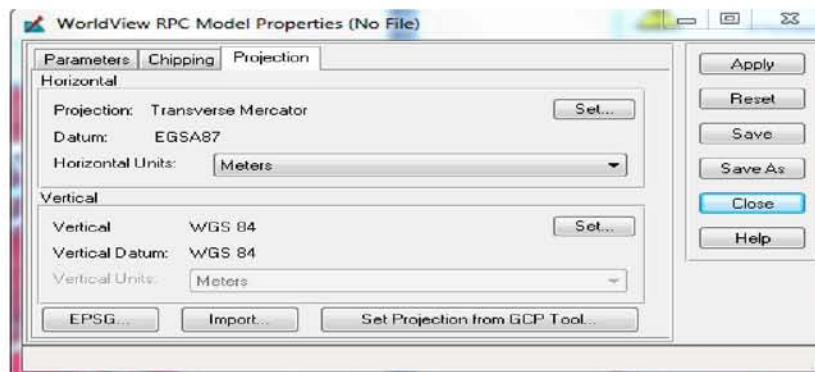 WorldView RPC Model Properties (No File)
Parameters Chipping Projection
Horizontal
Projection: Transverse Mercator Set...
Datum: EGSA87
Horizontal Units: Meters
Vertical
Vertical WGS 84 Set...
Vertical Datum: WGS 84
Vertical Units: Meters
EPSG... Import... Set Projection from GCP Tool...
Apply
Reset
Save
Save As
Close
Help